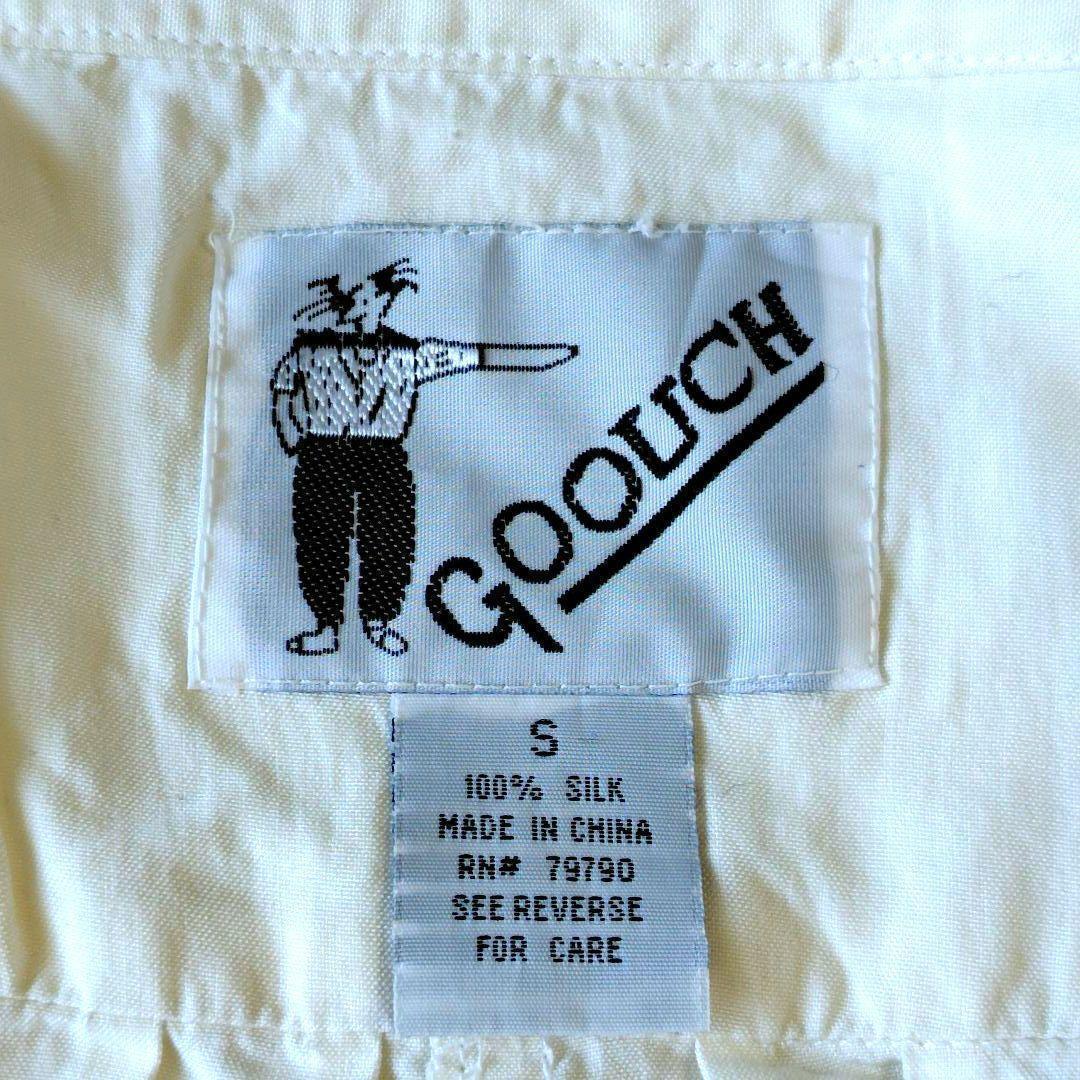 GOOUCH
S
100% SILK
MADE IN CHINA
RN# 79790
SEE REVERSE
FOR CARE